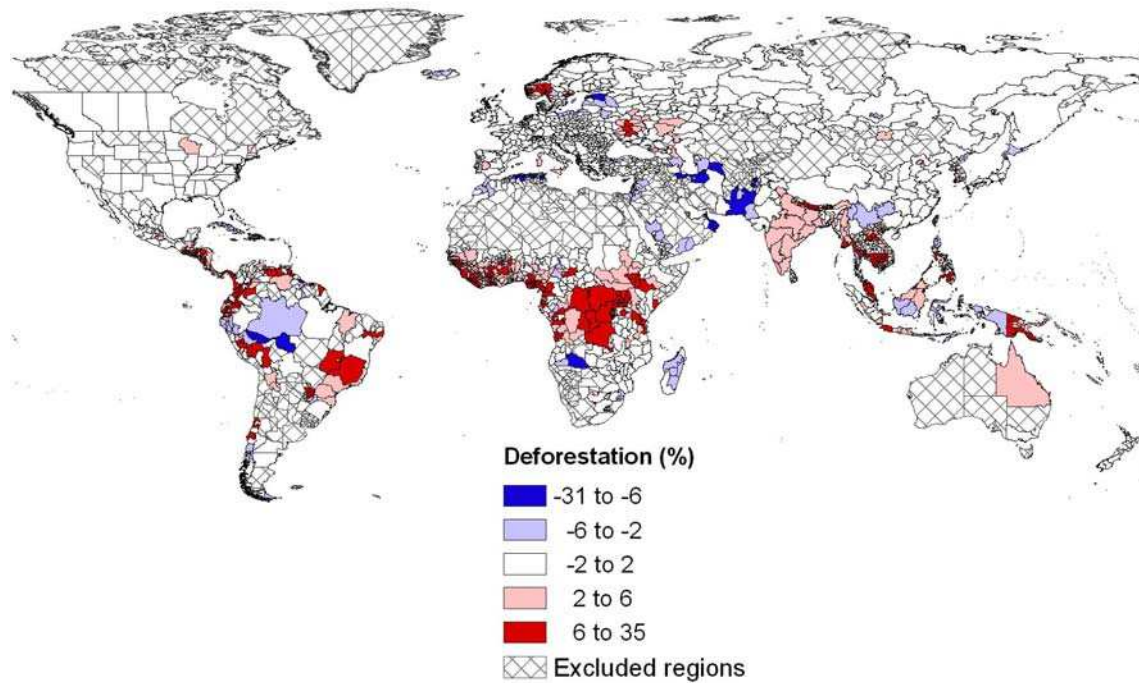 Deforestation (%)
-31 to -6
-6 to -2
-2 to 2
2 to 6
6 to 35
Excluded regions